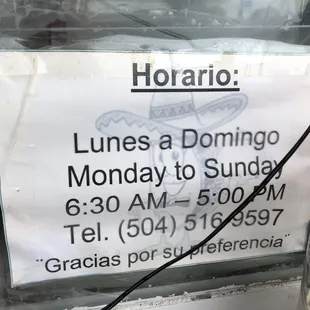 Horario:
Lunes a Domingo
Monday to Sunday
6:30 AM – 5:00 PM
Tel. (504) 516-9597
¨Gracias por su preferencia¨